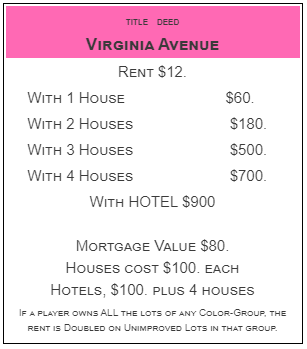 TITLE DEED
VIRGINIA AVENUE
RENT $12.
WITH 1 HOUSE $60.
WITH 2 HOUSES $180.
WITH 3 HOUSES $500.
WITH 4 HOUSES $700.
WITH HOTEL $900
MORTGAGE VALUE $80.
HOUSES COST $100. EACH
HOTELS, $100. PLUS 4 HOUSES
IF A PLAYER OWNS ALL THE LOTS OF ANY COLOR-GROUP, THE
RENT IS DOUBLED ON UNIMPROVED LOTS IN THAT GROUP.